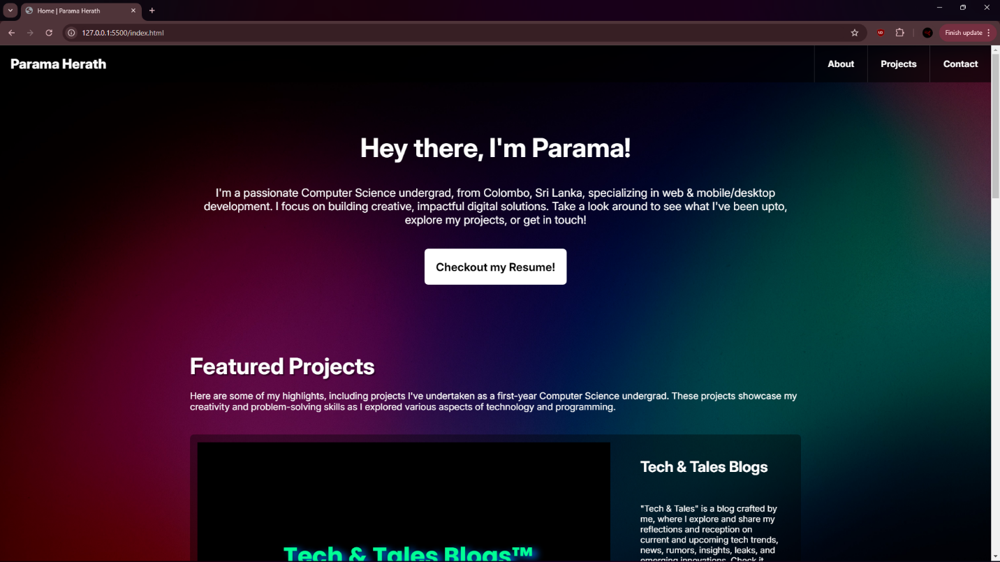 Home | Parama Herath
127.0.0.1:5500/index.html
Finish update
Parama Herath
About
Projects
Contact
Hey there, I'm Parama!
I'm a passionate Computer Science undergrad, from Colombo, Sri Lanka, specializing in web & mobile/desktop
development. I focus on building creative, impactful digital solutions. Take a look around to see what I've been upto,
explore my projects, or get in touch!
Checkout my Resume!
Featured Projects
Here are some of my highlights, including projects I've undertaken as a first-year Computer Science undergrad. These projects showcase my
creativity and problem-solving skills as I explored various aspects of technology and programming.
Tech & Tales Blogs™
Tech & Tales Blogs
"Tech & Tales" is a blog crafted by
me, where I explore and share my
reflections and reception on
current and upcoming tech trends,
news, rumors, insights, leaks, and
emerging innovations. Check it